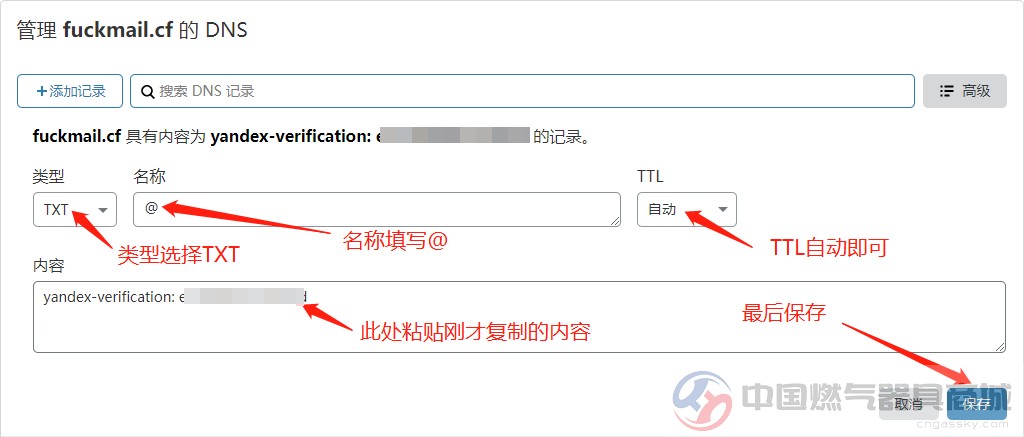 管理 fuckmail.cf 的 DNS
+添加记录
搜索 DNS 记录
高级
fuckmail.cf 具有内容为 yandex-verification: e 的记录。
类型
名称
TTL
TXT
@
自动
类型选择TXT
名称填写@
TTL自动即可
内容
yandex-verification: e d
此处粘贴刚才复制的内容
最后保存
中国燃气器具商城
取消
保存
cngassky.com